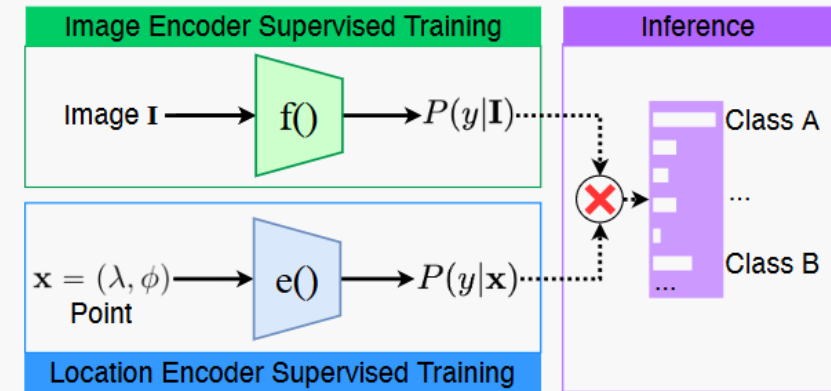 Image Encoder Supervised Training
Inference
Image I
f()
P(y|I)
Class A
...
x = (λ, ϕ)
Point
e()
P(y|x)
Class B
...
Location Encoder Supervised Training